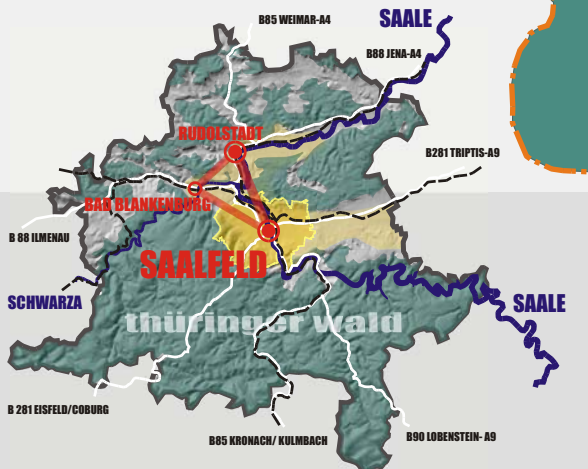 B85 WEIMAR-A4
SAALE
B88 JENA-A4
RUDOLSTADT
B281 TRIPTIS-A9
BAD BLANKENBURG
B 88 ILMENAU
SAALFELD
SCHWARZA
SAALE
thüringer wald
B 281 EISFELD/COBURG
B85 KRONACH/ KULMBACH
B90 LOBENSTEIN- A9